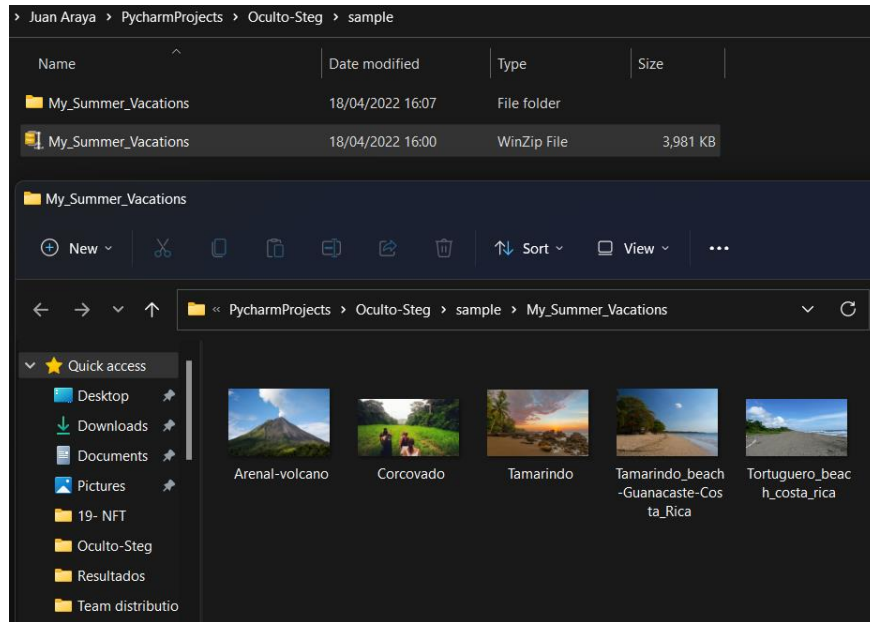 > Juan Araya > PycharmProjects > Oculto-Steg > sample
Name Date modified Type Size
My_Summer_Vacations 18/04/2022 16:07 File folder
My_Summer_Vacations 18/04/2022 16:00 WinZip File 3,981 KB
My_Summer_Vacations
New Sort View ...
« PycharmProjects > Oculto-Steg > sample > My_Summer_Vacations
Quick access
Desktop
Downloads
Documents
Pictures
19- NFT
Oculto-Steg
Resultados
Team distributio
Arenal-volcano
Corcovado
Tamarindo
Tamarindo_beach
-Guanacaste-Cos
ta_Rica
Tortuguero_beac
h_costa_rica